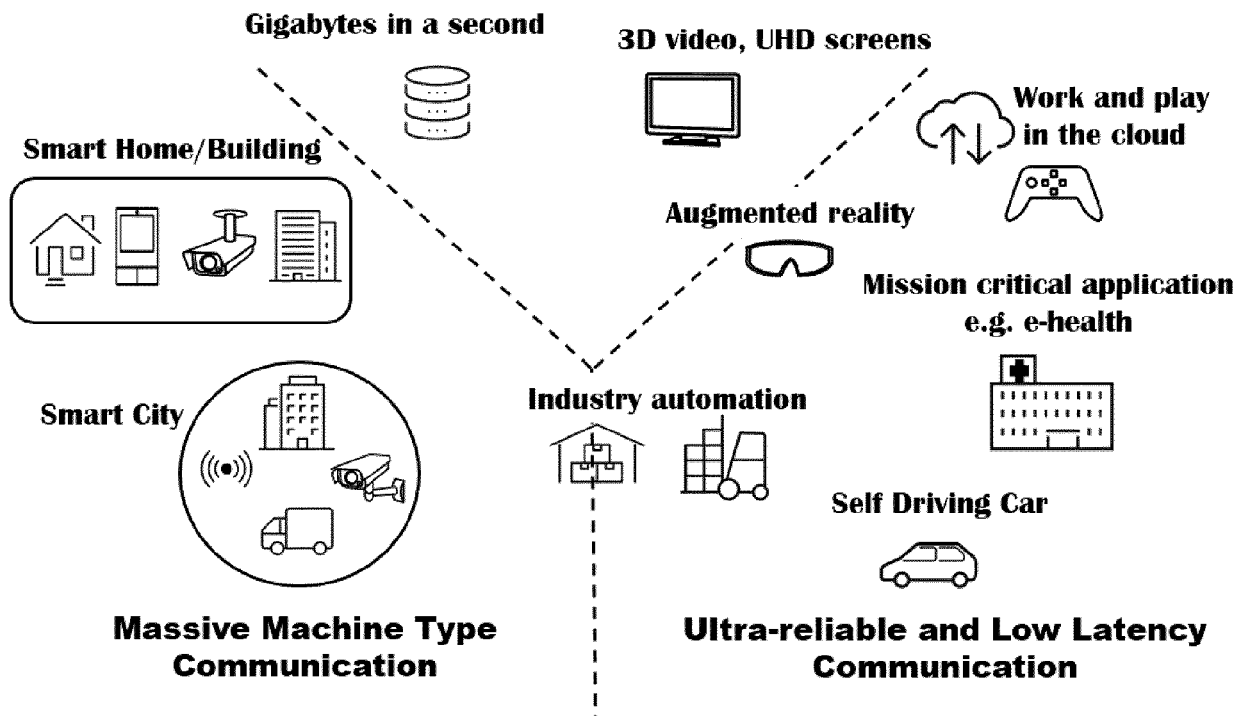 Gigabytes in a second
3D video, UHD screens
Work and play
in the cloud
Smart Home/Building
Augmented reality
Mission critical application
e.g. e-health
Industry automation
Smart City
Self Driving Car
Massive Machine Type
Communication
Ultra-reliable and Low Latency
Communication